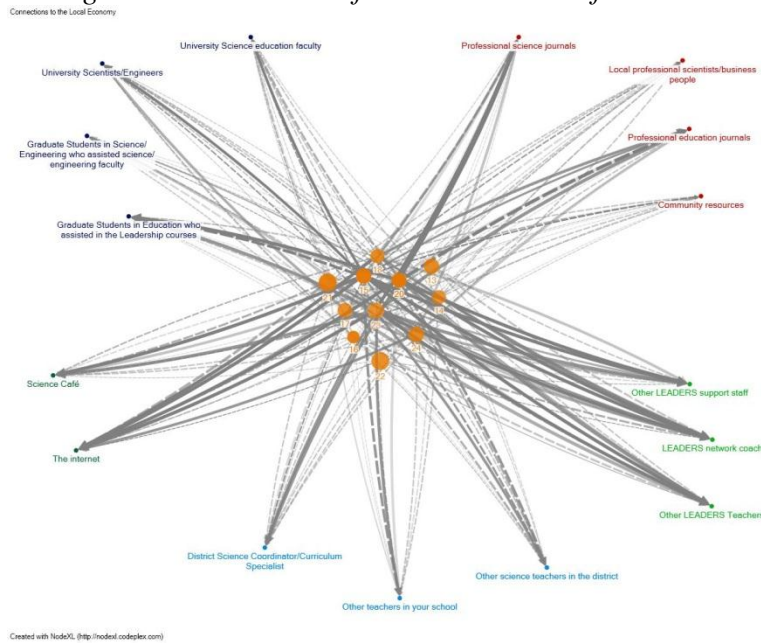 Connections to the Local Economy
University Science education faculty
Professional science journals
University Scientists/Engineers
Local professional scientists/business
people
Graduate Students in Science/
Engineering who assisted science/
engineering faculty
Professional education journals
Graduate Students in Education who
assisted in the Leadership courses
Community resources
20
21
17
22
Science Café
Other LEADERS support staff
LEADERS network coach
The internet
Other LEADERS Teachers
District Science Coordinator/Curriculum
Specialist
Other science teachers in the district
Other teachers in your school
Created with NodeXL (http://nodexl.codeplex.com)